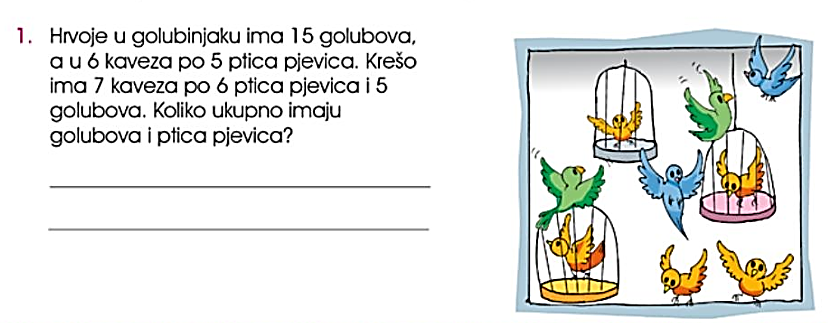 1. Hrvoje u golubinjaku ima 15 golubova,
a u 6 kaveza po 5 ptica pjevica. Krešo
ima 7 kaveza po 6 ptica pjevica i 5
golubova. Koliko ukupno imaju
golubova i ptica pjevica?